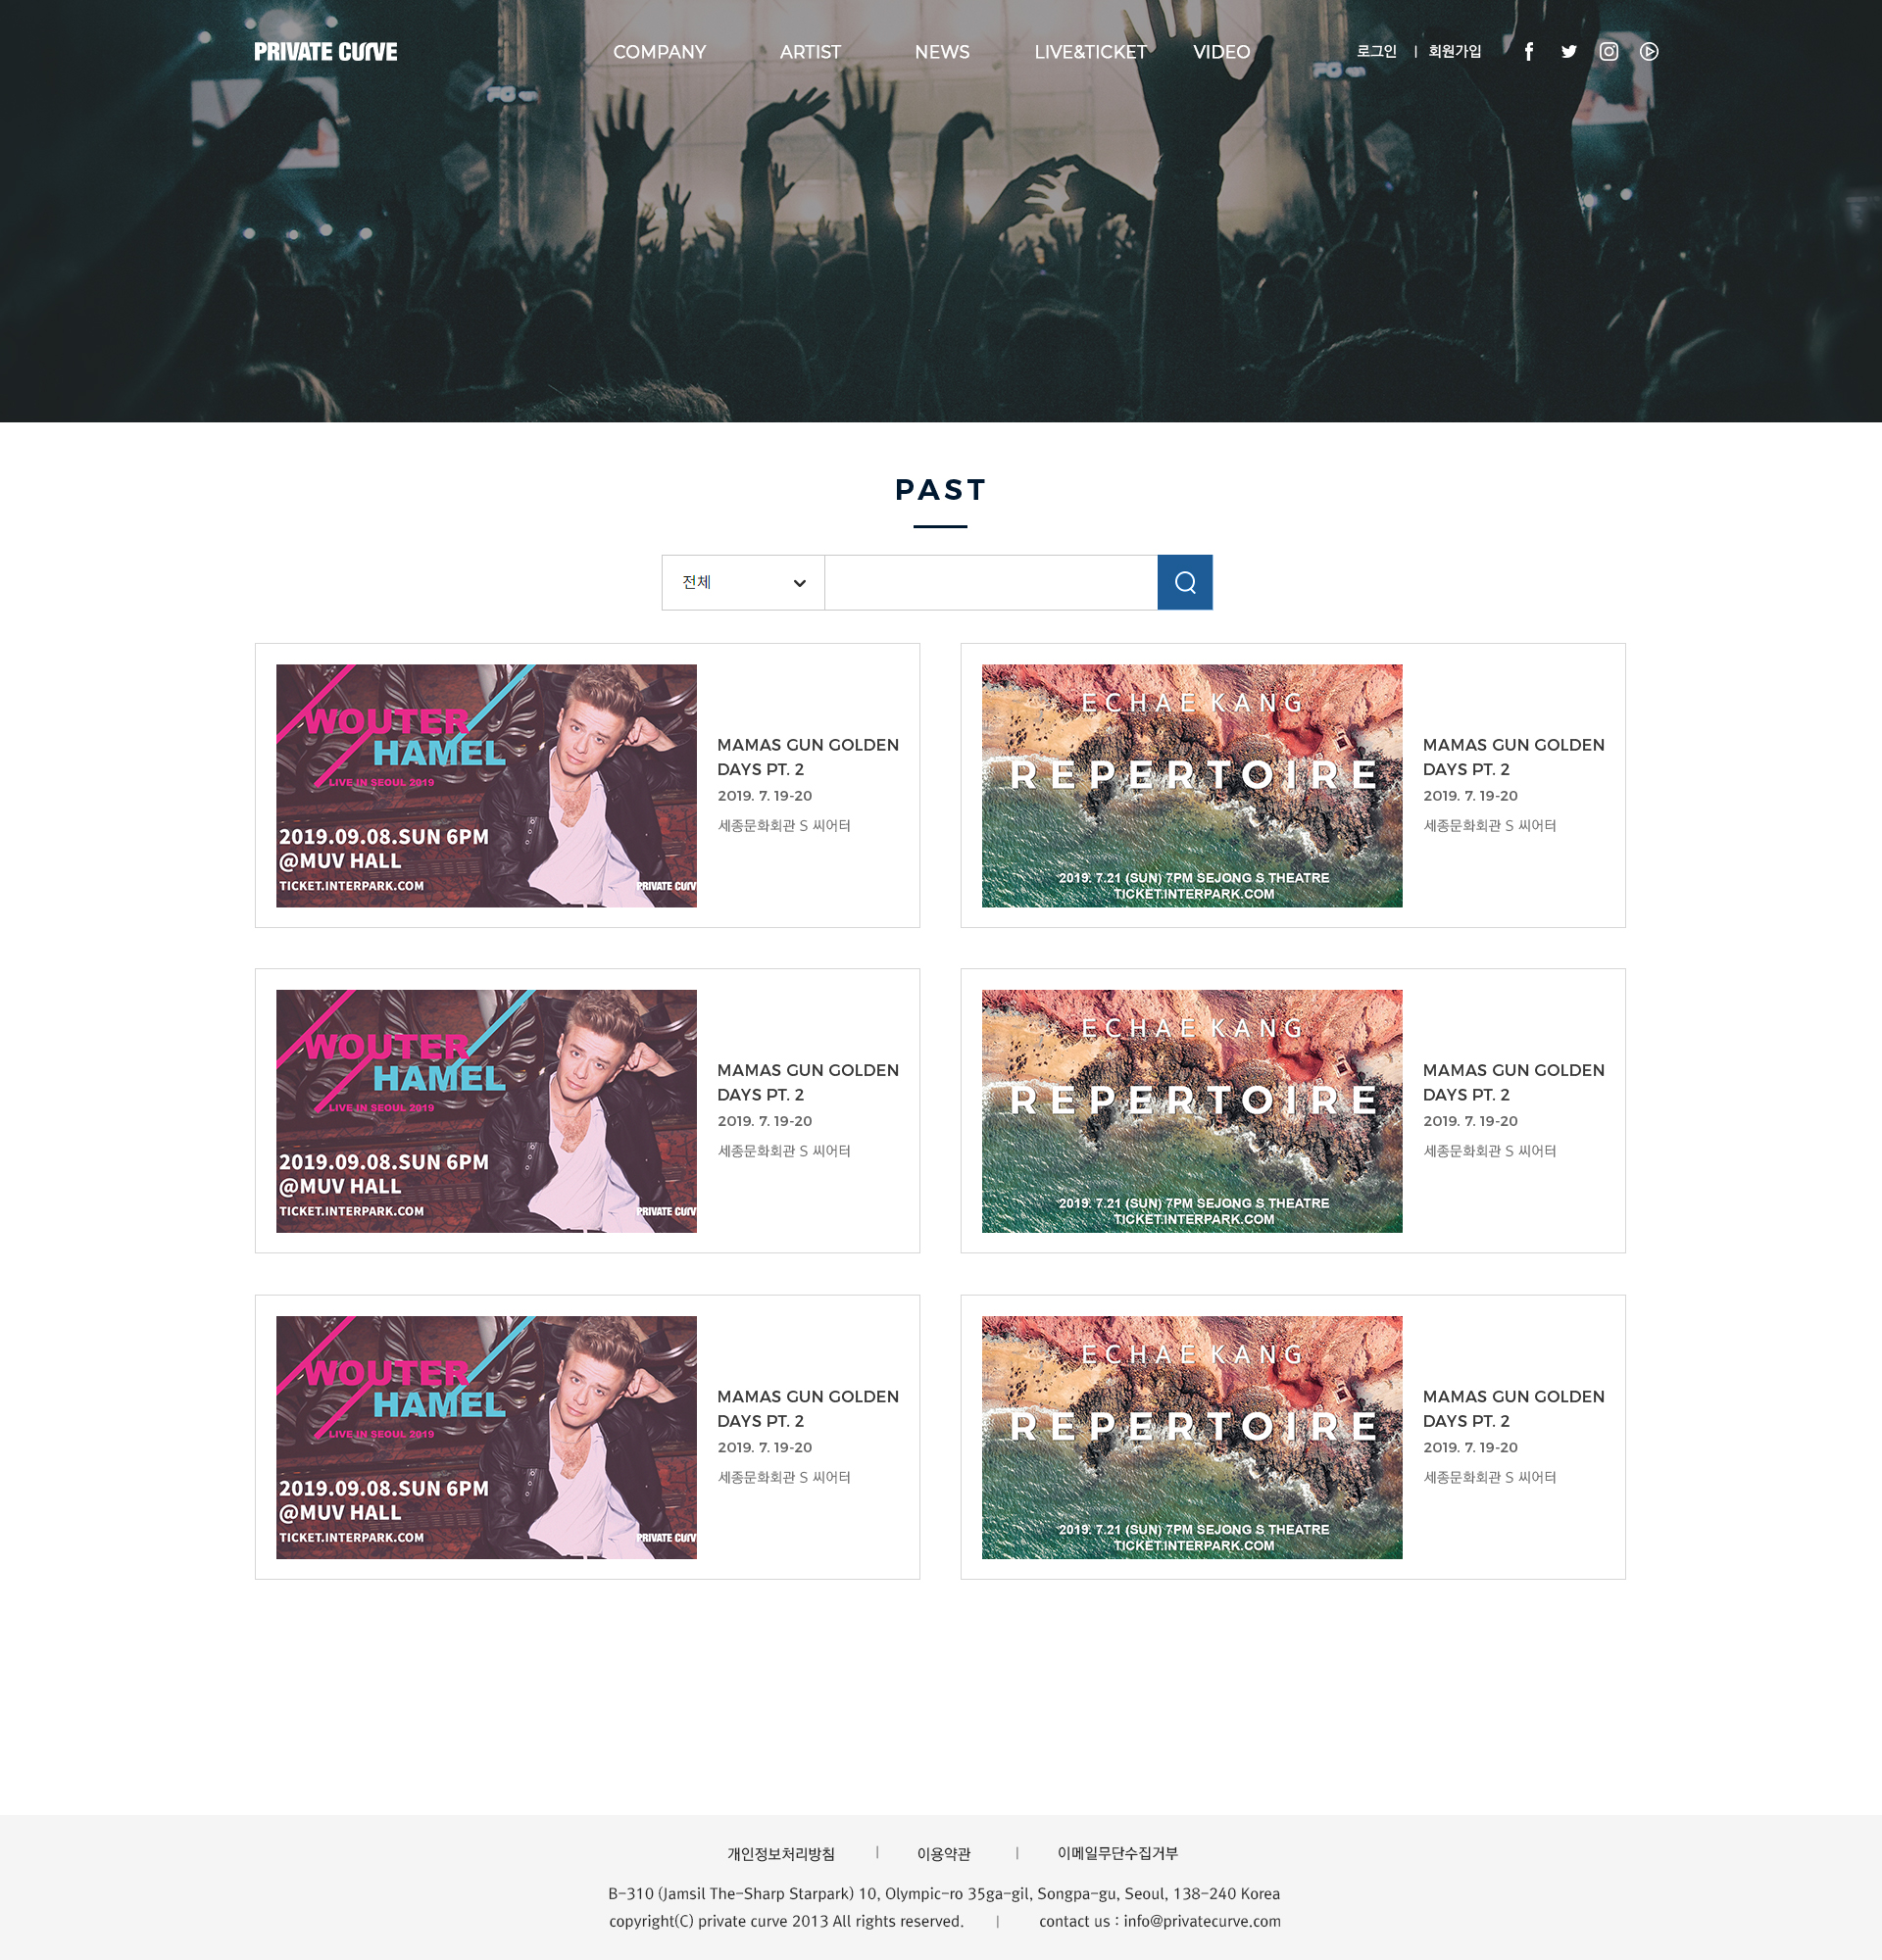 PRIVATE CURVE
COMPANY ARTIST NEWS LIVE&TICKET VIDEO 로그인 | 회원가입
PAST
전체
WOUTER
HAMEL
LIVE IN SEOUL 2019
2019.09.08.SUN 6PM
@MUV HALL
TICKET.INTERPARK.COM
PRIVATE CURV
MAMAS GUN GOLDEN
DAYS PT. 2
2019. 7. 19-20
세종문화회관 S 씨어터
ECHAE KANG
REPERTOIRE
2019. 7.21 (SUN) 7PM SEJONG S THEATRE
TICKET.INTERPARK.COM
MAMAS GUN GOLDEN
DAYS PT. 2
2019. 7. 19-20
세종문화회관 S 씨어터
WOUTER
HAMEL
LIVE IN SEOUL 2019
2019.09.08.SUN 6PM
@MUV HALL
TICKET.INTERPARK.COM
PRIVATE CURV
MAMAS GUN GOLDEN
DAYS PT. 2
2019. 7. 19-20
세종문화회관 S 씨어터
ECHAE KANG
REPERTOIRE
2019. 7.21 (SUN) 7PM SEJONG S THEATRE
TICKET.INTERPARK.COM
MAMAS GUN GOLDEN
DAYS PT. 2
2019. 7. 19-20
세종문화회관 S 씨어터
WOUTER
HAMEL
LIVE IN SEOUL 2019
2019.09.08.SUN 6PM
@MUV HALL
TICKET.INTERPARK.COM
PRIVATE CURV
MAMAS GUN GOLDEN
DAYS PT. 2
2019. 7. 19-20
세종문화회관 S 씨어터
ECHAE KANG
REPERTOIRE
2019. 7.21 (SUN) 7PM SEJONG S THEATRE
TICKET.INTERPARK.COM
MAMAS GUN GOLDEN
DAYS PT. 2
2019. 7. 19-20
세종문화회관 S 씨어터
개인정보처리방침 | 이용약관 | 이메일무단수집거부
B-310 (Jamsil The-Sharp Starpark) 10, Olympic-ro 35ga-gil, Songpa-gu, Seoul, 138-240 Korea
copyright(C) private curve 2013 All rights reserved. | contact us : info@privatecurve.com